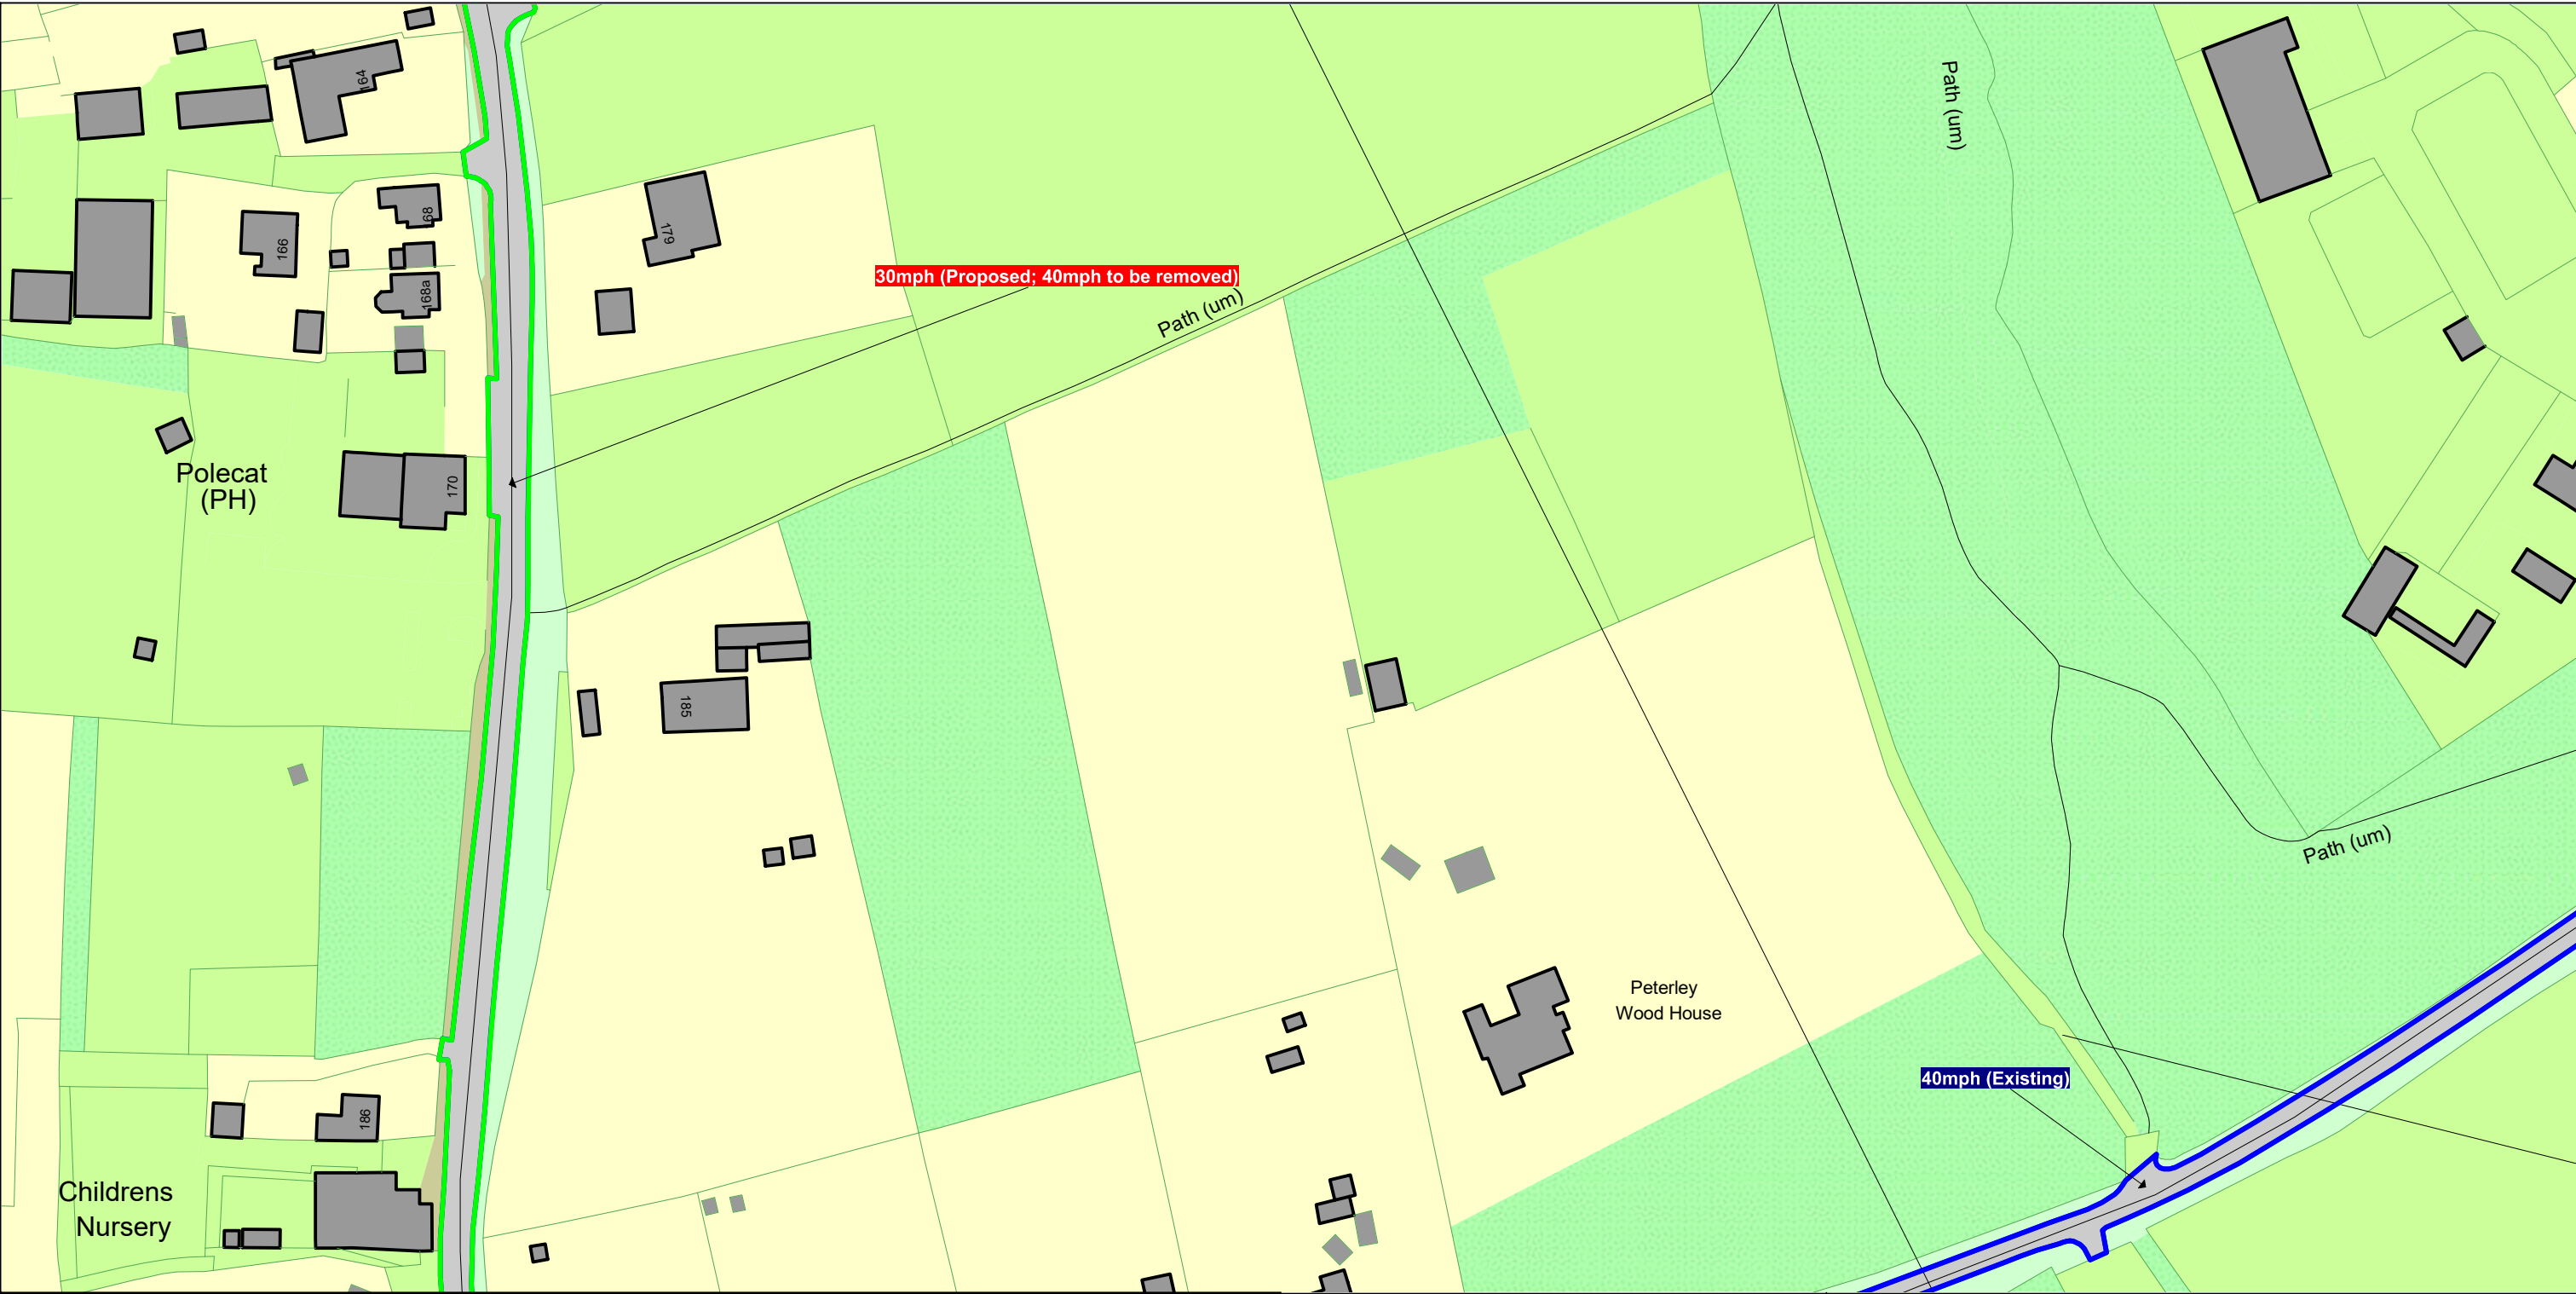 164
Path (um)
68
179
166
30mph (Proposed; 40mph to be removed)
168a
Path (um)
Polecat
(PH)
170
185
Path (um)
Peterley
Wood House
40mph (Existing)
186
Childrens
Nursery